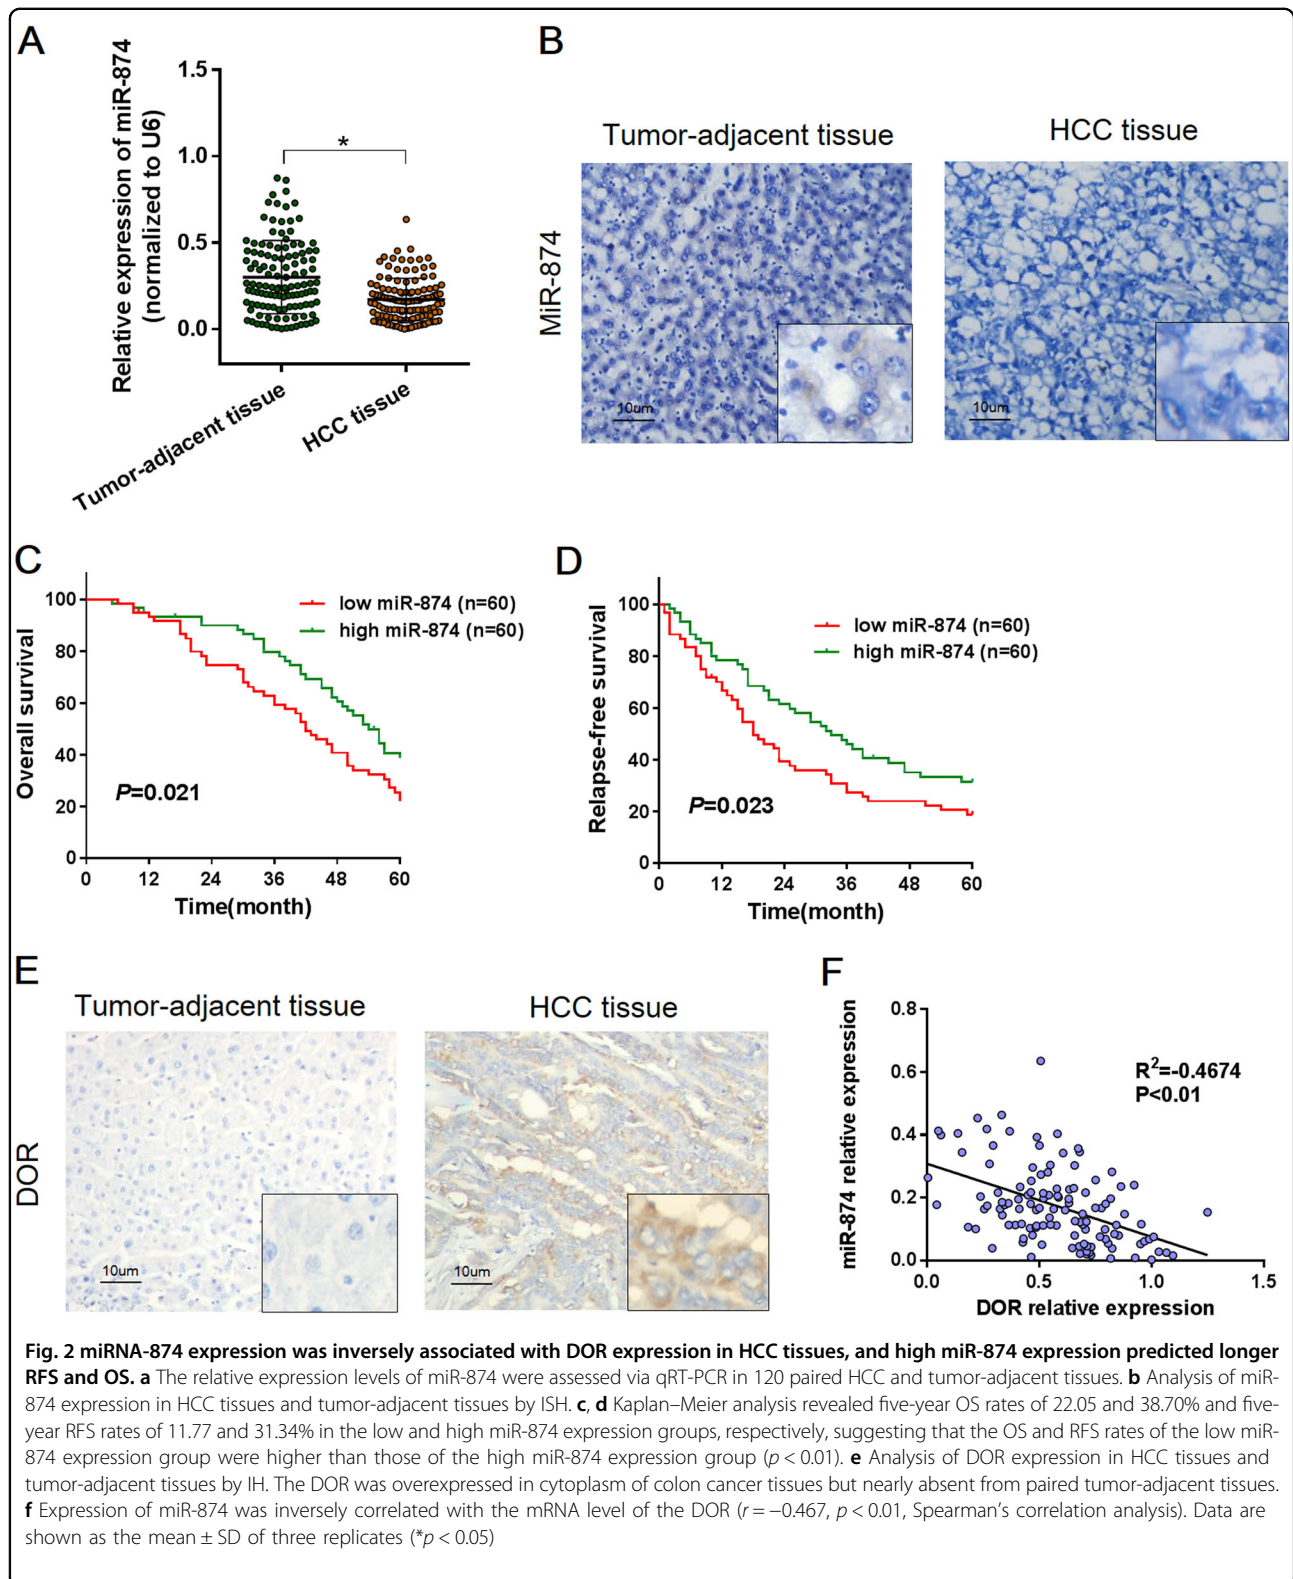 A
Relative expression of miR-874
(normalized to U6)
1.5
1.0
0.5
0.0
*
Tumor-adjacent tissue
HCC tissue
B
Tumor-adjacent tissue
HCC tissue
MiR-874
10um
10um
C
Overall survival
100
80
60
40
20
0
low miR-874 (n=60)
high miR-874 (n=60)
P=0.021
0 12 24 36 48 60
Time(month)
D
Relapse-free survival
100
80
60
40
20
0
low miR-874 (n=60)
high miR-874 (n=60)
P=0.023
0 12 24 36 48 60
Time(month)
E
Tumor-adjacent tissue
HCC tissue
DOR
10um
10um
F
miR-874 relative expression
0.8
0.6
0.4
0.2
0.0
R²=-0.4674
P<0.01
0.0 0.5 1.0 1.5
DOR relative expression
Fig. 2 miRNA-874 expression was inversely associated with DOR expression in HCC tissues, and high miR-874 expression predicted longer
RFS and OS. a The relative expression levels of miR-874 were assessed via qRT-PCR in 120 paired HCC and tumor-adjacent tissues. b Analysis of miR-
874 expression in HCC tissues and tumor-adjacent tissues by ISH. c, d Kaplan–Meier analysis revealed five-year OS rates of 22.05 and 38.70% and five-
year RFS rates of 11.77 and 31.34% in the low and high miR-874 expression groups, respectively, suggesting that the OS and RFS rates of the low miR-
874 expression group were higher than those of the high miR-874 expression group (p < 0.01). e Analysis of DOR expression in HCC tissues and
tumor-adjacent tissues by IH. The DOR was overexpressed in cytoplasm of colon cancer tissues but nearly absent from paired tumor-adjacent tissues.
f Expression of miR-874 was inversely correlated with the mRNA level of the DOR (r = −0.467, p < 0.01, Spearman's correlation analysis). Data are
shown as the mean ± SD of three replicates (*p < 0.05)